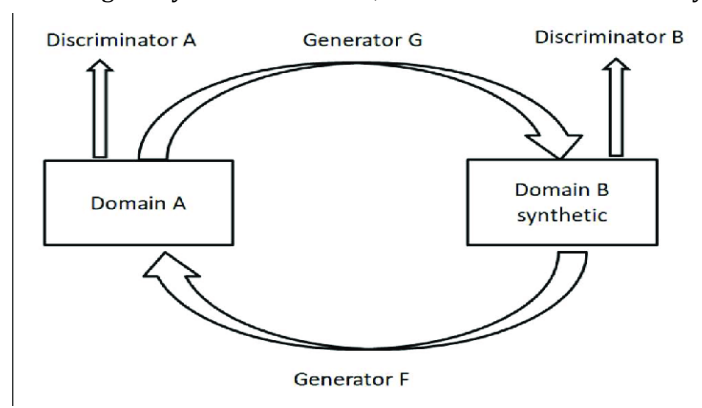 Discriminator A
Generator G
Discriminator B
Domain A
Domain B
synthetic
Generator F